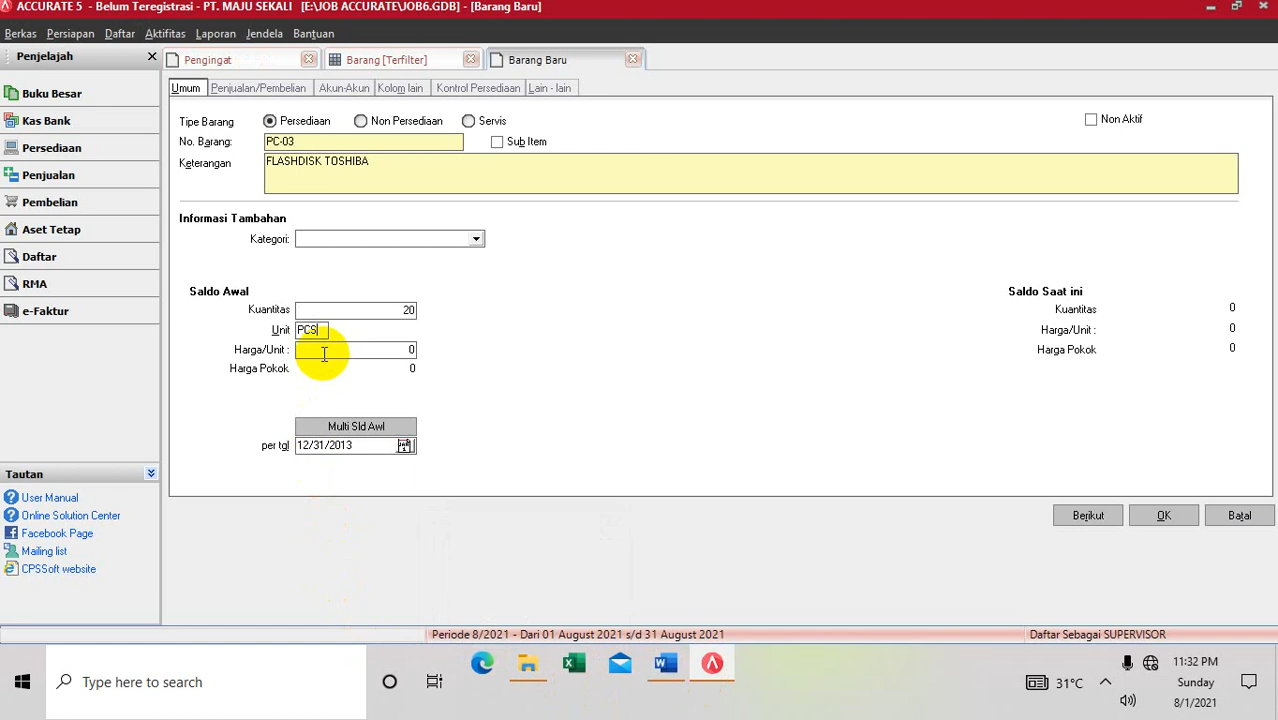 ACCURATE 5 - Belum Teregistrasi - PT. MAJU SEKALI [E:\JOB ACCURATE\JOB6.GDB] - [Barang Baru]
Berkas Persiapan Daftar Aktifitas Laporan Jendela Bantuan
Penjelajah
Pengingat
Barang [Terfilter]
Barang Baru
Umum
Penjualan/Pembelian
Akun-Akun
Kolom lain
Kontrol Persediaan
Lain - lain
Buku Besar
Kas Bank
Persediaan
Penjualan
Pembelian
Aset Tetap
Daftar
RMA
e-Faktur
Tipe Barang
Persediaan
Non Persediaan
Servis
Non Aktif
No. Barang:
PC-03
Sub Item
Keterangan
FLASHDISK TOSHIBA
Informasi Tambahan
Kategori:
Saldo Awal
Kuantitas 20
Unit PCS
Harga/Unit : 0
Harga Pokok 0
Multi Sld Awl
per tgl 12/31/2013
Saldo Saat ini
Kuantitas 0
Harga/Unit : 0
Harga Pokok 0
Berikut
OK
Batal
Tautan
User Manual
Online Solution Center
Facebook Page
Mailing list
CPSSoft website
Periode 8/2021 - Dari 01 August 2021 s/d 31 August 2021
Daftar Sebagai SUPERVISOR
Type here to search
31°C
11:32 PM
Sunday
8/1/2021